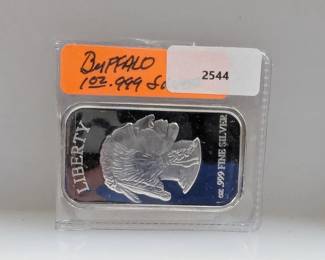 BUFFALO
1oz .999
2544
LIBERTY
oz .999 FINE SILVER